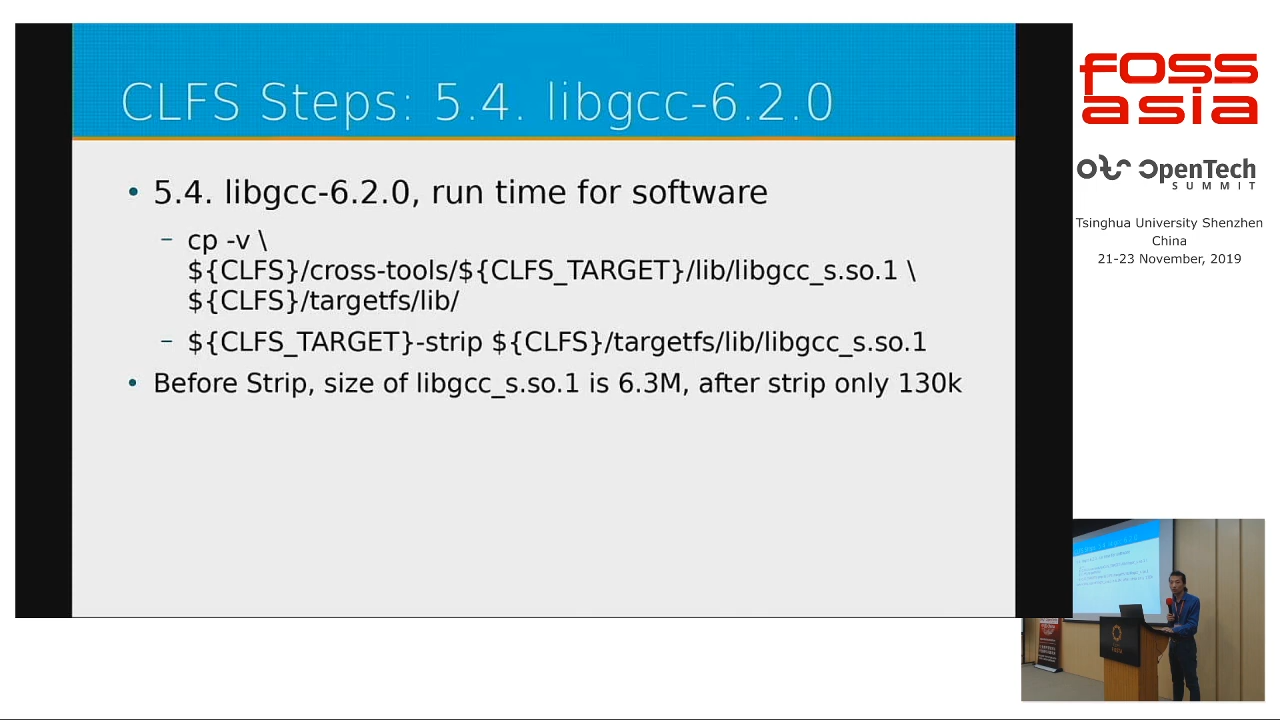 CLFS Steps: 5.4. libgcc-6.2.0
• 5.4. libgcc-6.2.0, run time for software
– cp -v \
${CLFS}/cross-tools/${CLFS_TARGET}/lib/libgcc_s.so.1 \
${CLFS}/targetfs/lib/
– ${CLFS_TARGET}-strip ${CLFS}/targetfs/lib/libgcc_s.so.1
• Before Strip, size of libgcc_s.so.1 is 6.3M, after strip only 130k
FOSS
asia
OpenTech
SUMMIT
Tsinghua University Shenzhen
China
21-23 November, 2019